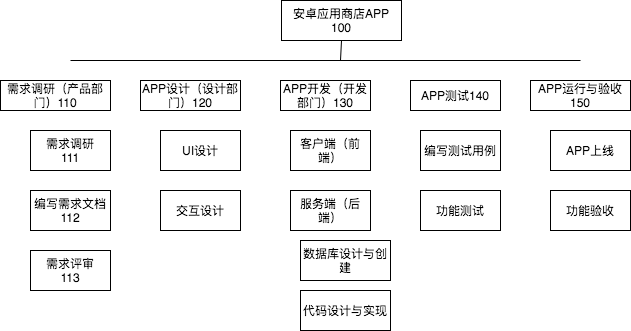 安卓应用商店APP
100
需求调研（产品部
门）110
APP设计（设计部
门）120
APP开发（开发
部门）130
APP测试140
APP运行与验收
150
需求调研
111
UI设计
客户端（前
端）
编写测试用例
APP上线
编写需求文档
112
交互设计
服务端（后
端）
功能测试
功能验收
需求评审
113
数据库设计与创
建
代码设计与实现